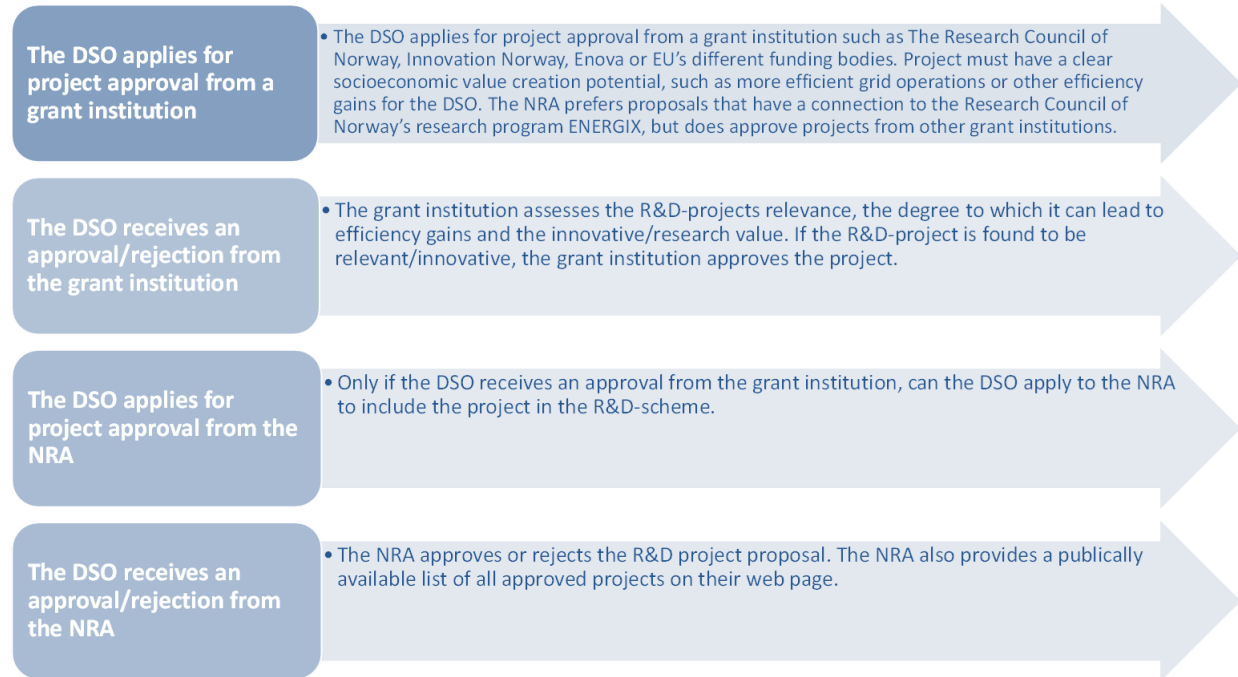 The DSO applies for
project approval from a
grant institution
• The DSO applies for project approval from a grant institution such as The Research Council of
Norway, Innovation Norway, Enova or EU’s different funding bodies. Project must have a clear
socioeconomic value creation potential, such as more efficient grid operations or other efficiency
gains for the DSO. The NRA prefers proposals that have a connection to the Research Council of
Norway’s research program ENERGIX, but does approve projects from other grant institutions.
The DSO receives an
approval/rejection from
the grant institution
• The grant institution assesses the R&D-projects relevance, the degree to which it can lead to
efficiency gains and the innovative/research value. If the R&D-project is found to be
relevant/innovative, the grant institution approves the project.
The DSO applies for
project approval from the
NRA
• Only if the DSO receives an approval from the grant institution, can the DSO apply to the NRA
to include the project in the R&D-scheme.
The DSO receives an
approval/rejection from
the NRA
• The NRA approves or rejects the R&D project proposal. The NRA also provides a publically
available list of all approved projects on their web page.